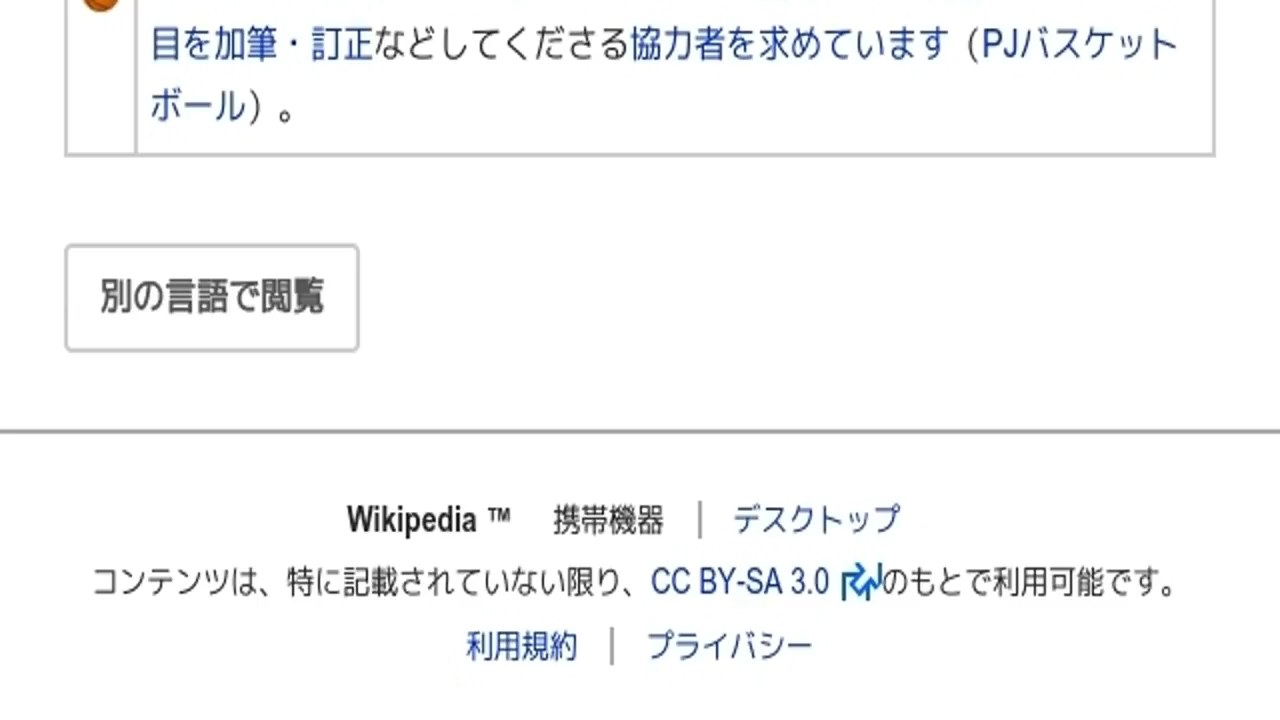 目を加筆・訂正などしてくださる協力者を求めています（PJバスケット
ボール）。
別の言語で閲覧
Wikipedia ™ 携帯機器 | デスクトップ
コンテンツは、特に記載されていない限り、CC BY-SA 3.0 のもとで利用可能です。
利用規約 | プライバシー